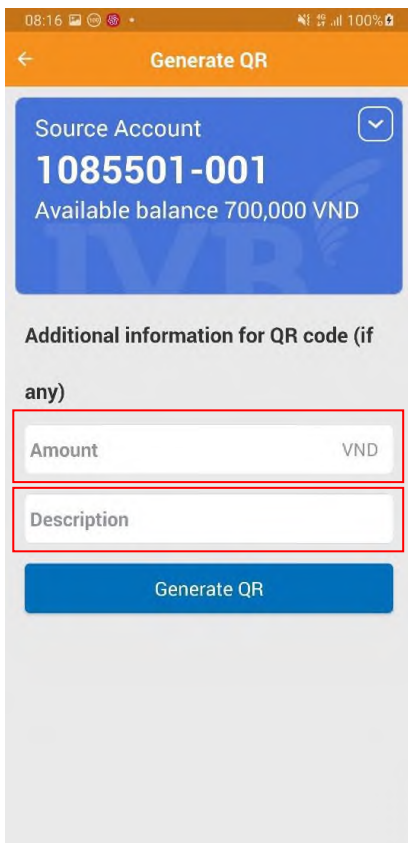 08:16 100%
Generate QR
Source Account
1085501-001
Available balance 700,000 VND
IVB
Additional information for QR code (if
any)
Amount VND
Description
Generate QR